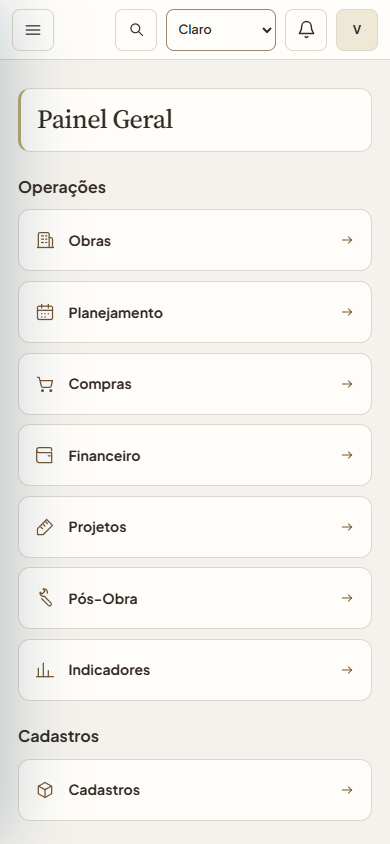 Claro
V
Painel Geral
Operações
Obras
Planejamento
Compras
Financeiro
Projetos
Pós-Obra
Indicadores
Cadastros
Cadastros